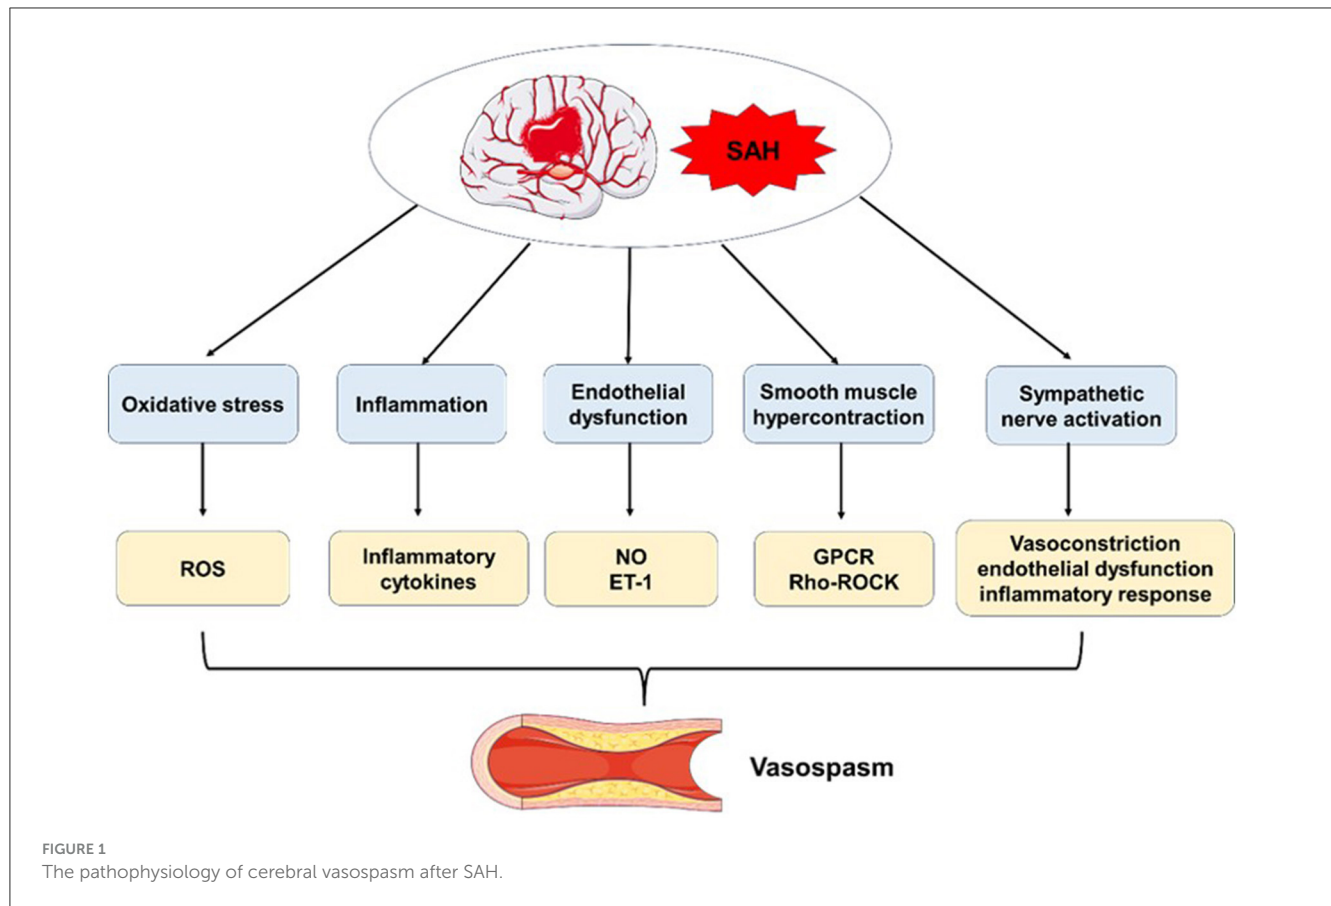 SAH
Oxidative stress
Inflammation
Endothelial
dysfunction
Smooth muscle
hypercontraction
Sympathetic
nerve activation
ROS
Inflammatory
cytokines
NO
ET-1
GPCR
Rho-ROCK
Vasoconstriction
endothelial dysfunction
inflammatory response
Vasospasm
FIGURE 1
The pathophysiology of cerebral vasospasm after SAH.